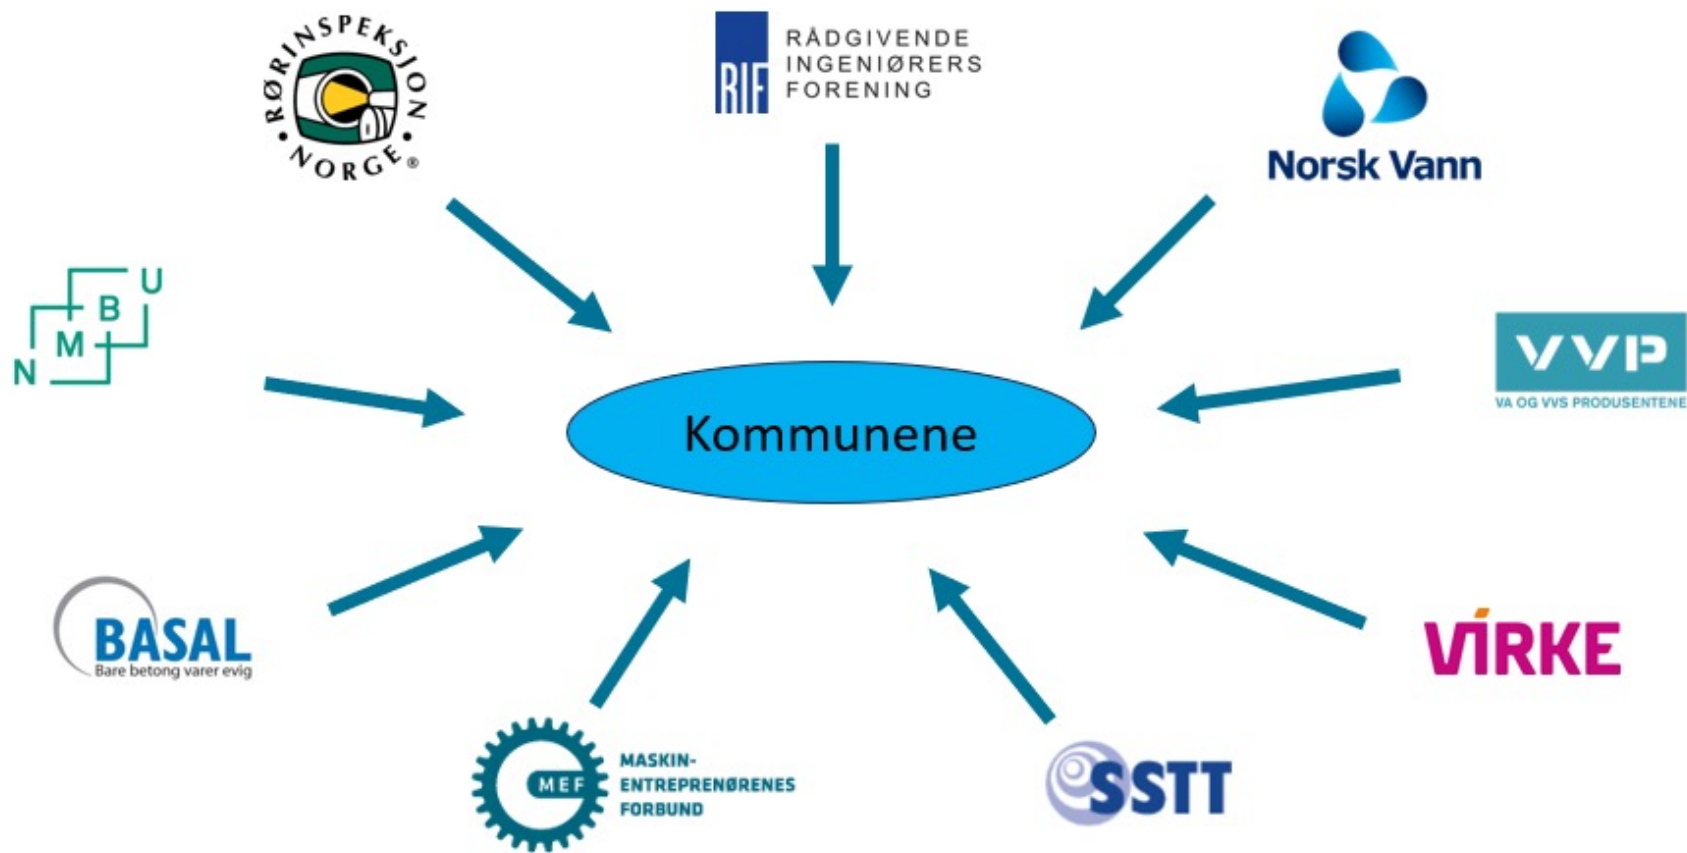 RØRINSPEKSJON
NORGE
®
RIF
RÅDGIVENDE
INGENIØRERS
FORENING
Norsk Vann
N M B U
VVP
VA OG VVS PRODUSENTENE
Kommunene
BASAL
Bare betong varer evig
VIRKE
MEF
MASKIN-
ENTREPRENØRENES
FORBUND
SSTT